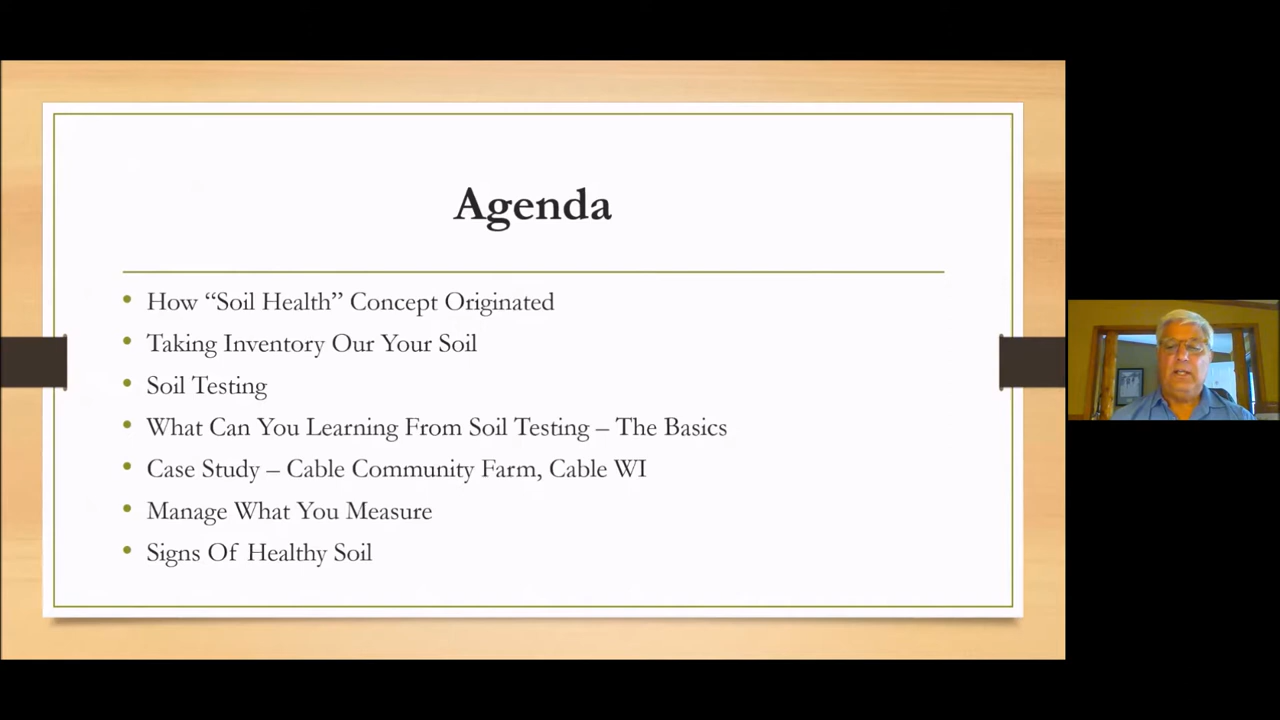 Agenda
• How “Soil Health” Concept Originated
• Taking Inventory Our Your Soil
• Soil Testing
• What Can You Learning From Soil Testing – The Basics
• Case Study – Cable Community Farm, Cable WI
• Manage What You Measure
• Signs Of Healthy Soil